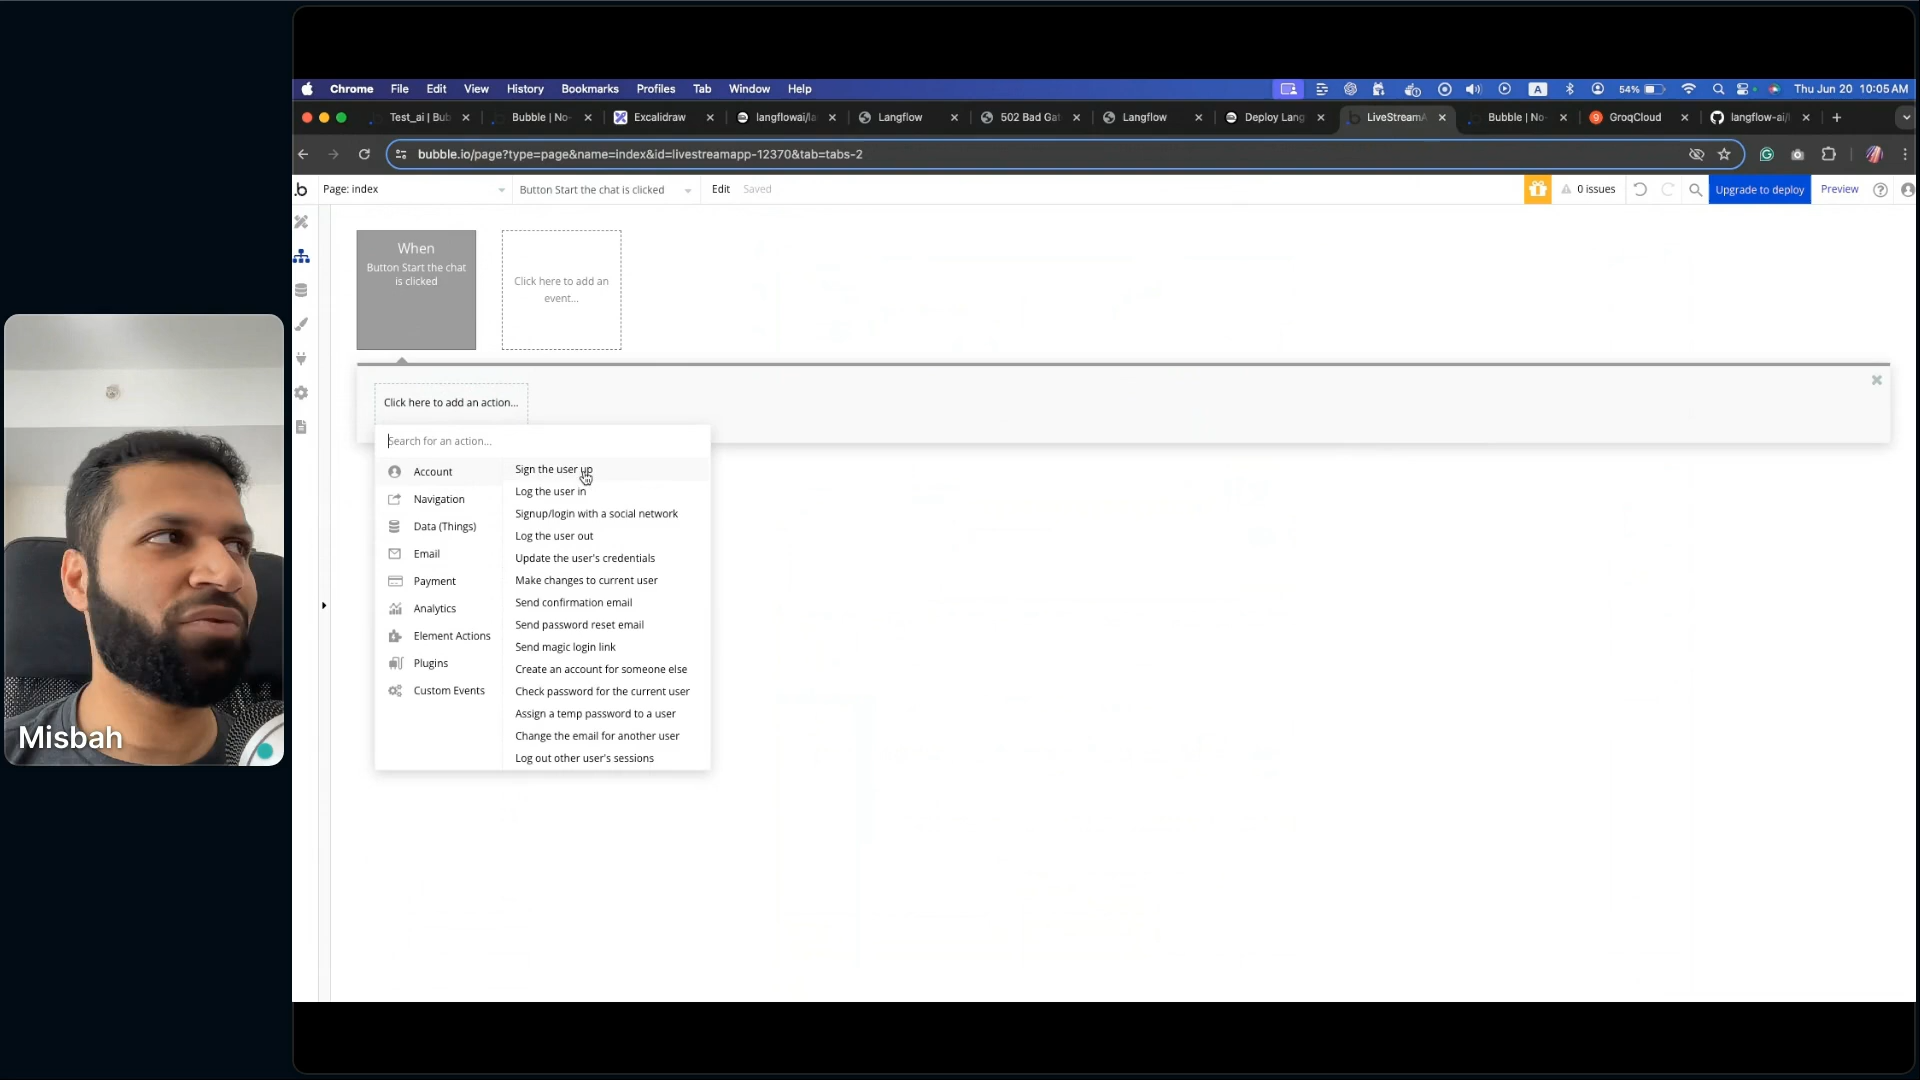 Chrome File Edit View History Bookmarks Profiles Tab Window Help
A 54% Thu Jun 20 10:05 AM
Test_ai | Bub
Bubble | No-
Excalidraw
langflowai/la
Langflow
502 Bad Gat
Langflow
Deploy Lang
LiveStreamA
Bubble | No-
GroqCloud
langflow-ai/l
bubble.io/page?type=page&name=index&id=livestreamapp-12370&tab=tabs-2
.b Page: index
Button Start the chat is clicked
Edit Saved
0 issues
Upgrade to deploy
Preview
When
Button Start the chat
is clicked
Click here to add an
event...
Click here to add an action...
Search for an action...
Account
Navigation
Data (Things)
Email
Payment
Analytics
Element Actions
Plugins
Custom Events
Sign the user up
Log the user in
Signup/login with a social network
Log the user out
Update the user's credentials
Make changes to current user
Send confirmation email
Send password reset email
Send magic login link
Create an account for someone else
Check password for the current user
Assign a temp password to a user
Change the email for another user
Log out other user's sessions
Misbah